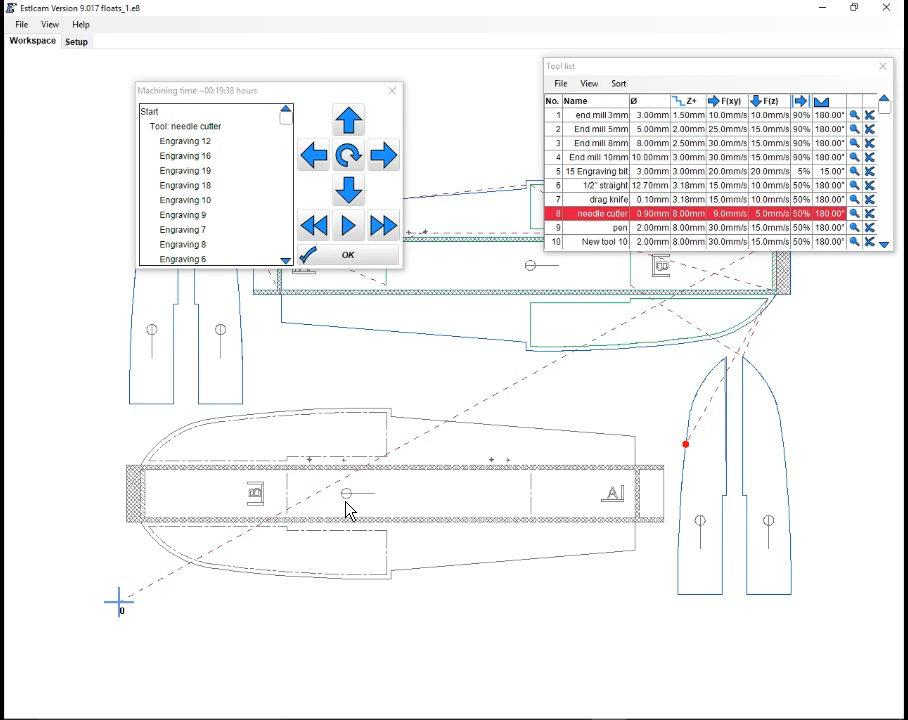 Estlcam Version 9.017 floats_1.e8
File View Help
Workspace Setup
Machining time ~00:19:38 hours
Start
Tool: needle cutter
Engraving 12
Engraving 16
Engraving 19
Engraving 18
Engraving 10
Engraving 9
Engraving 7
Engraving 8
Engraving 6
OK
Tool list
File View Sort
No. Name Ø Z+ F(xy) F(z)
1 end mill 3mm 3.00mm 1.50mm 10.0mm/s 10.0mm/s 90% 180.00°
2 End mill 5mm 5.00mm 2.00mm 25.0mm/s 15.0mm/s 90% 180.00°
3 End mill 8mm 8.00mm 2.50mm 30.0mm/s 15.0mm/s 90% 180.00°
4 End mill 10mm 10.00mm 3.00mm 30.0mm/s 15.0mm/s 90% 180.00°
5 15 Engraving bit 3.00mm 3.00mm 20.0mm/s 20.0mm/s 5% 15.00°
6 1/2" straight 12.70mm 3.18mm 15.0mm/s 10.0mm/s 50% 180.00°
7 drag knife 0.10mm 3.18mm 15.0mm/s 15.0mm/s 50% 180.00°
8 needle cutter 0.90mm 8.00mm 9.0mm/s 5.0mm/s 50% 180.00°
9 pen 2.00mm 8.00mm 30.0mm/s 15.0mm/s 50% 180.00°
10 New tool 10 2.00mm 8.00mm 30.0mm/s 15.0mm/s 50% 180.00°
B
B A
0